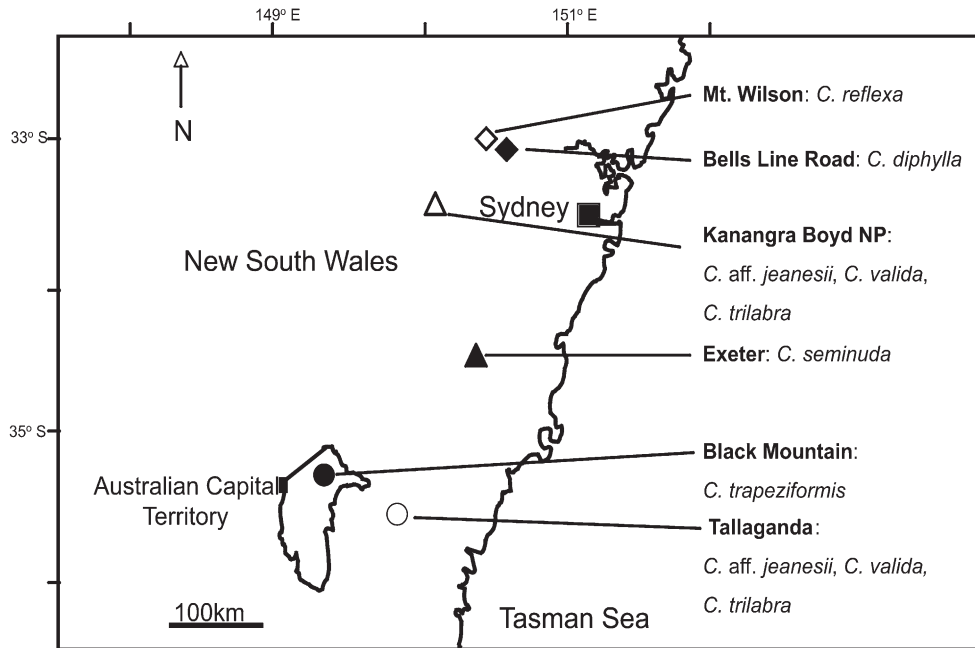 149º E
151º E
N
33º S
Mt. Wilson: C. reflexa
Bells Line Road: C. diphylla
Sydney
Kanangra Boyd NP:
C. aff. jeanesii, C. valida,
C. trilabra
New South Wales
Exeter: C. seminuda
35º S
Black Mountain:
C. trapeziformis
Australian Capital
Territory
Tallaganda:
C. aff. jeanesii, C. valida,
C. trilabra
100km
Tasman Sea